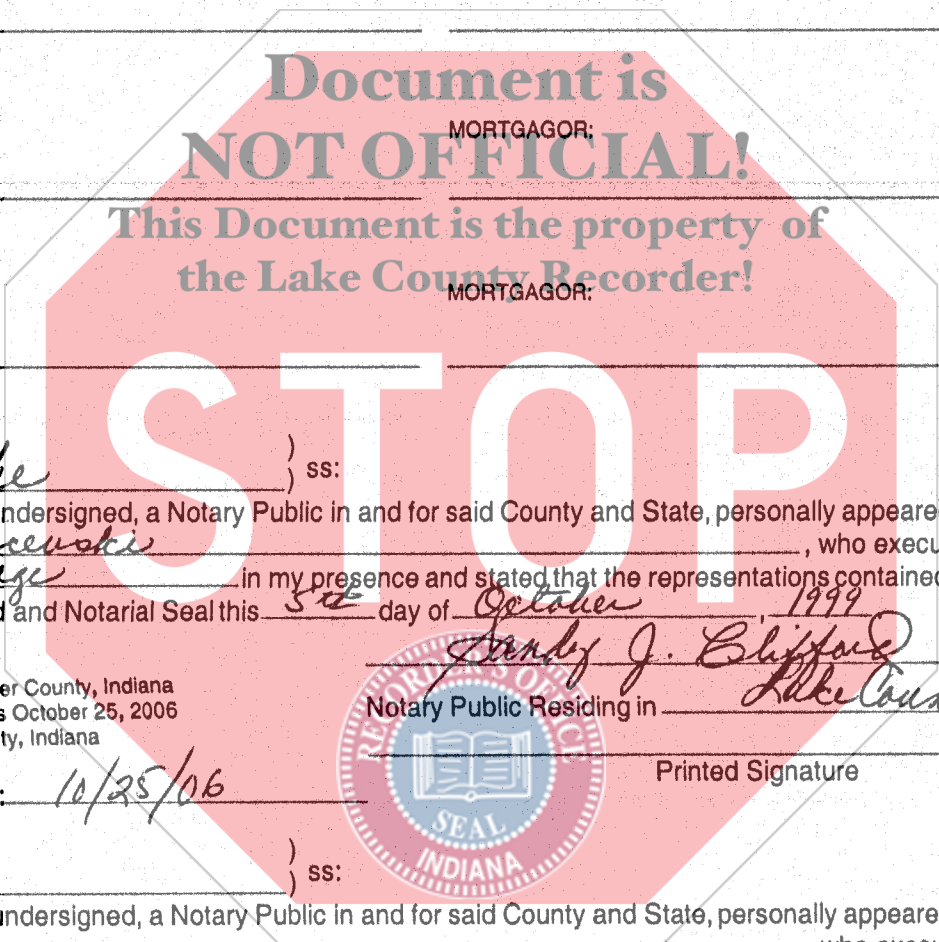 Document is
MORTGAGOR:
NOT OFFICIAL!
This Document is the property of
the Lake County Recorder!
MORTGAGOR:
STOP
) ss:
)
ndersigned, a Notary Public in and for said County and State, personally appeare
cewski , who execu
in my presence and stated that the representations contained
d and Notarial Seal this day of October , 1999
Sandy J. Clifford
er County, Indiana
s October 25, 2006
ty, Indiana
Notary Public Residing in Lake Coun
Printed Signature
: 10/25/06
RECORDER'S OFFICE
SEAL
INDIANA
) ss:
)
undersigned, a Notary Public in and for said County and State, personally appeare